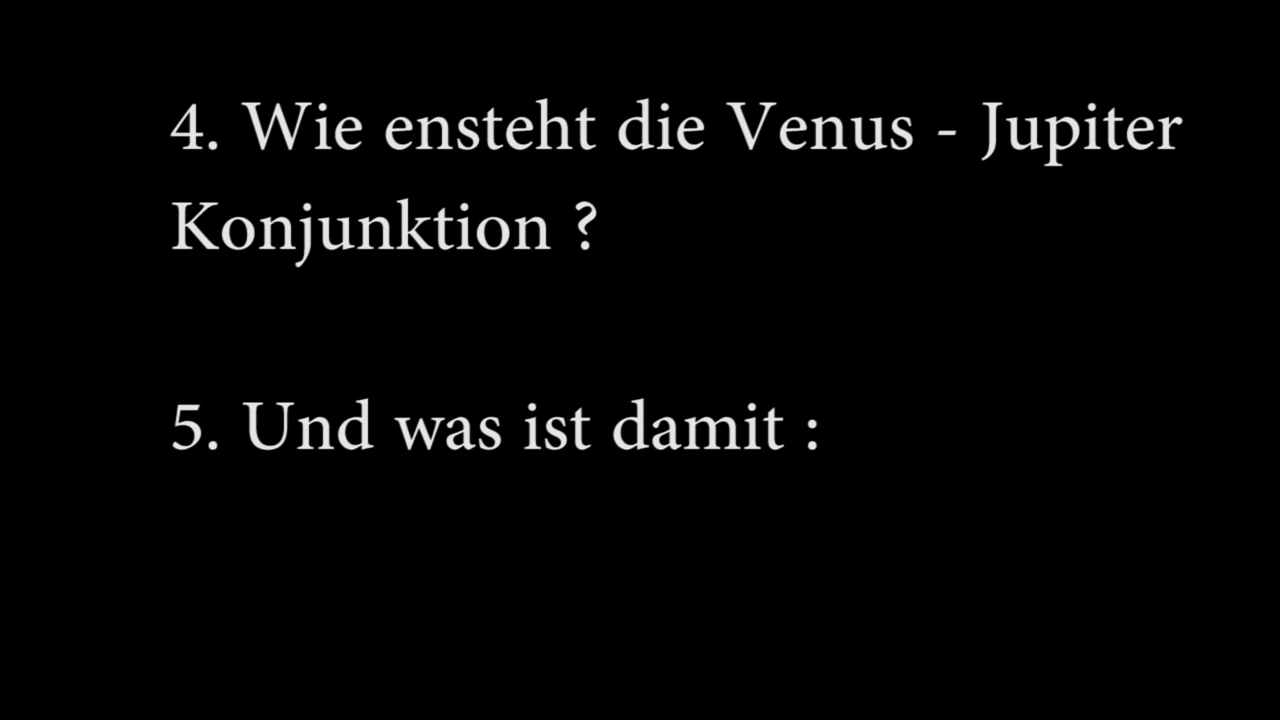 4. Wie ensteht die Venus - Jupiter
Konjunktion ?
5. Und was ist damit :